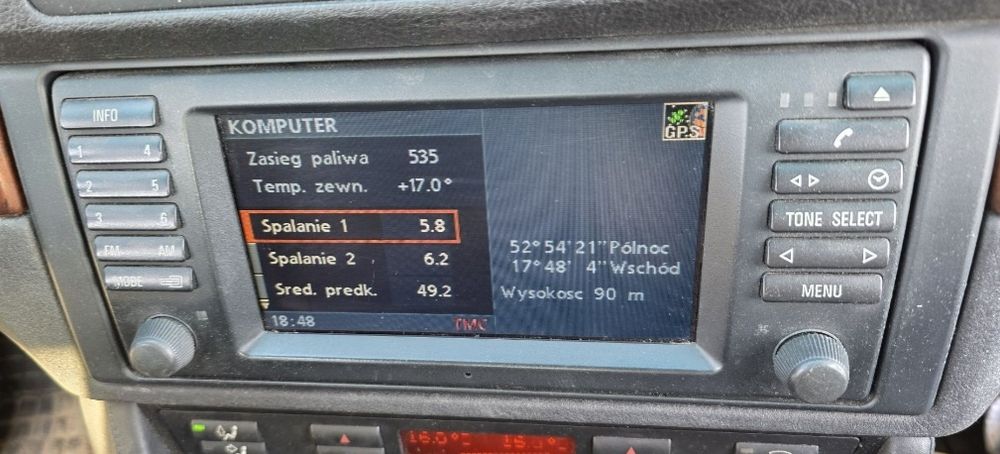 INFO
1 4
2 5
3 6
FM AM
MODE
KOMPUTER
Zasieg paliwa 535
Temp. zewn. +17.0°
Spalanie 1 5.8
Spalanie 2 6.2
Sred. predk. 49.2
18:48 TMC
GPS
52°54'21"Północ
17°48' 4"Wschód
Wysokosc 90 m
TONE SELECT
MENU
16.0°C